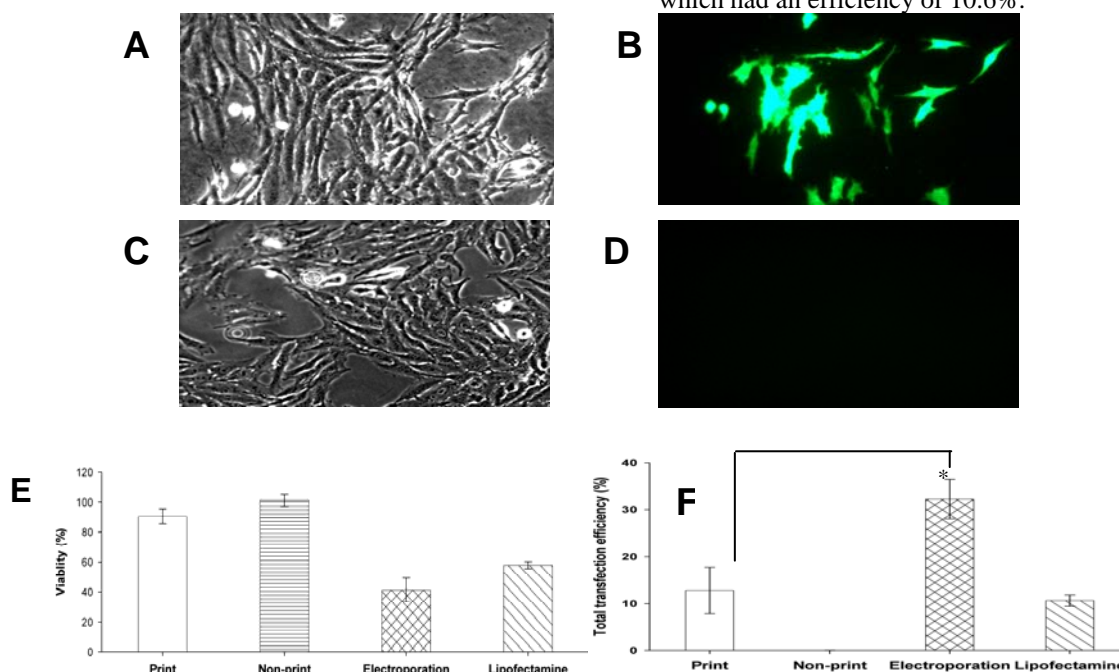 which had an efficiency of 10.6%.
A
B
C
D
E
120
100
80
60
40
20
0
Viablity (%)
Print Non-print Electroporation Lipofectamine
F
40
30
20
10
0
Total transfection efficiency (%)
*
Print Non-print Electroporation Lipofectamine